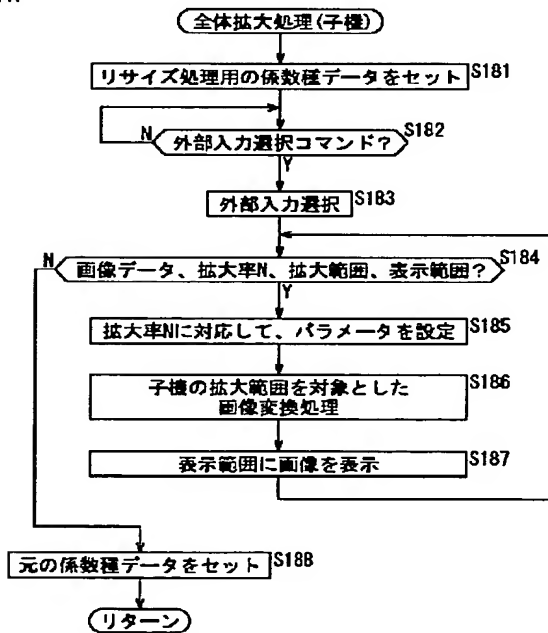 全体拡大処理(子機)
リサイズ処理用の係数種データをセット S181
N 外部入力選択コマンド? S182
Y
外部入力選択 S183
N 画像データ、拡大率N、拡大範囲、表示範囲? S184
Y
拡大率Nに対応して、パラメータを設定 S185
子機の拡大範囲を対象とした S186
画像変換処理
表示範囲に画像を表示 S187
元の係数種データをセット S188
リターン